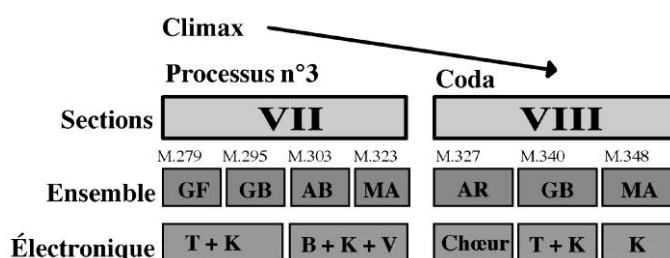 Climax
Processus n°3 Coda
Sections VII VIII
M.279 M.295 M.303 M.323 M.327 M.340 M.348
Ensemble GF GB AB MA AR GB MA
Électronique T + K B + K + V Chœur T + K K